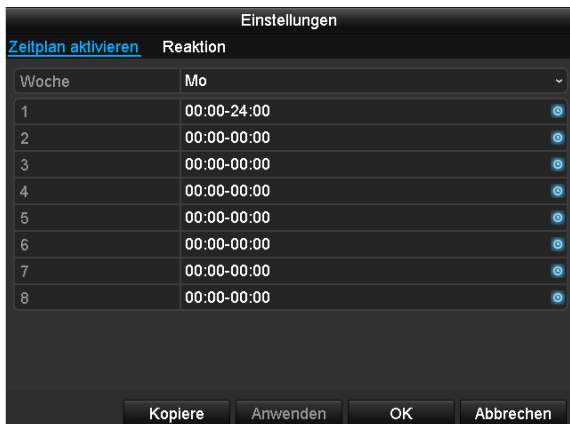 Einstellungen
Zeitplan aktivieren Reaktion
Woche Mo
1 00:00-24:00
2 00:00-00:00
3 00:00-00:00
4 00:00-00:00
5 00:00-00:00
6 00:00-00:00
7 00:00-00:00
8 00:00-00:00
Kopiere Anwenden OK Abbrechen